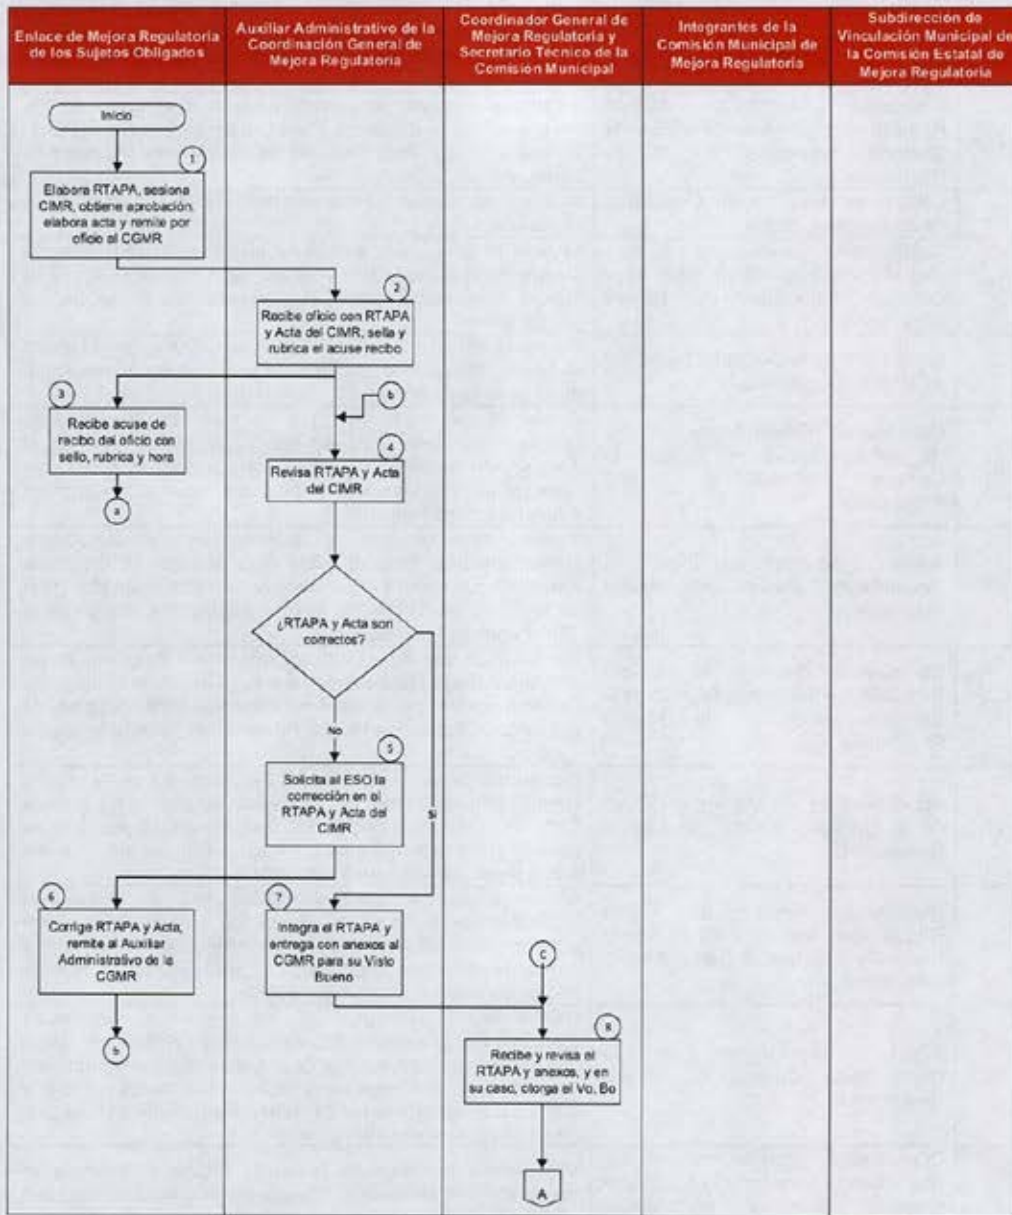 Enlace de Mejora Regulatoria
de los Sujetos Obligados
Auxiliar Administrativo de la
Coordinación General de
Mejora Regulatoria
Coordinador General de
Mejora Regulatoria y
Secretario Técnico de la
Comisión Municipal
Integrantes de la
Comisión Municipal de
Mejora Regulatoria
Subdirección de
Vinculación Municipal de
la Comisión Estatal de
Mejora Regulatoria
Inicio
1
Elabora RTAPA, sesiona
CIMR, obtiene aprobación;
elabora acta y remite por
oficio al CGMR
2
Recibe oficio con RTAPA
y Acta del CIMR, sella y
rubrica el acuse recibo
3
Recibe acuse de
recibo del oficio con
sello, rubrica y hora
a
b
4
Revisa RTAPA y Acta
del CIMR
¿RTAPA y Acta son
correctos?
No
Si
5
Solicita al ESO la
corrección en el
RTAPA y Acta del
CIMR
6
Corrige RTAPA y Acta,
remite al Auxiliar
Administrativo de la
CGMR
b
7
Integra el RTAPA y
entrega con anexos al
CGMR para su Visto
Bueno
C
8
Recibe y revisa el
RTAPA y anexos, y en
su caso, otorga el Vo. Bo
A